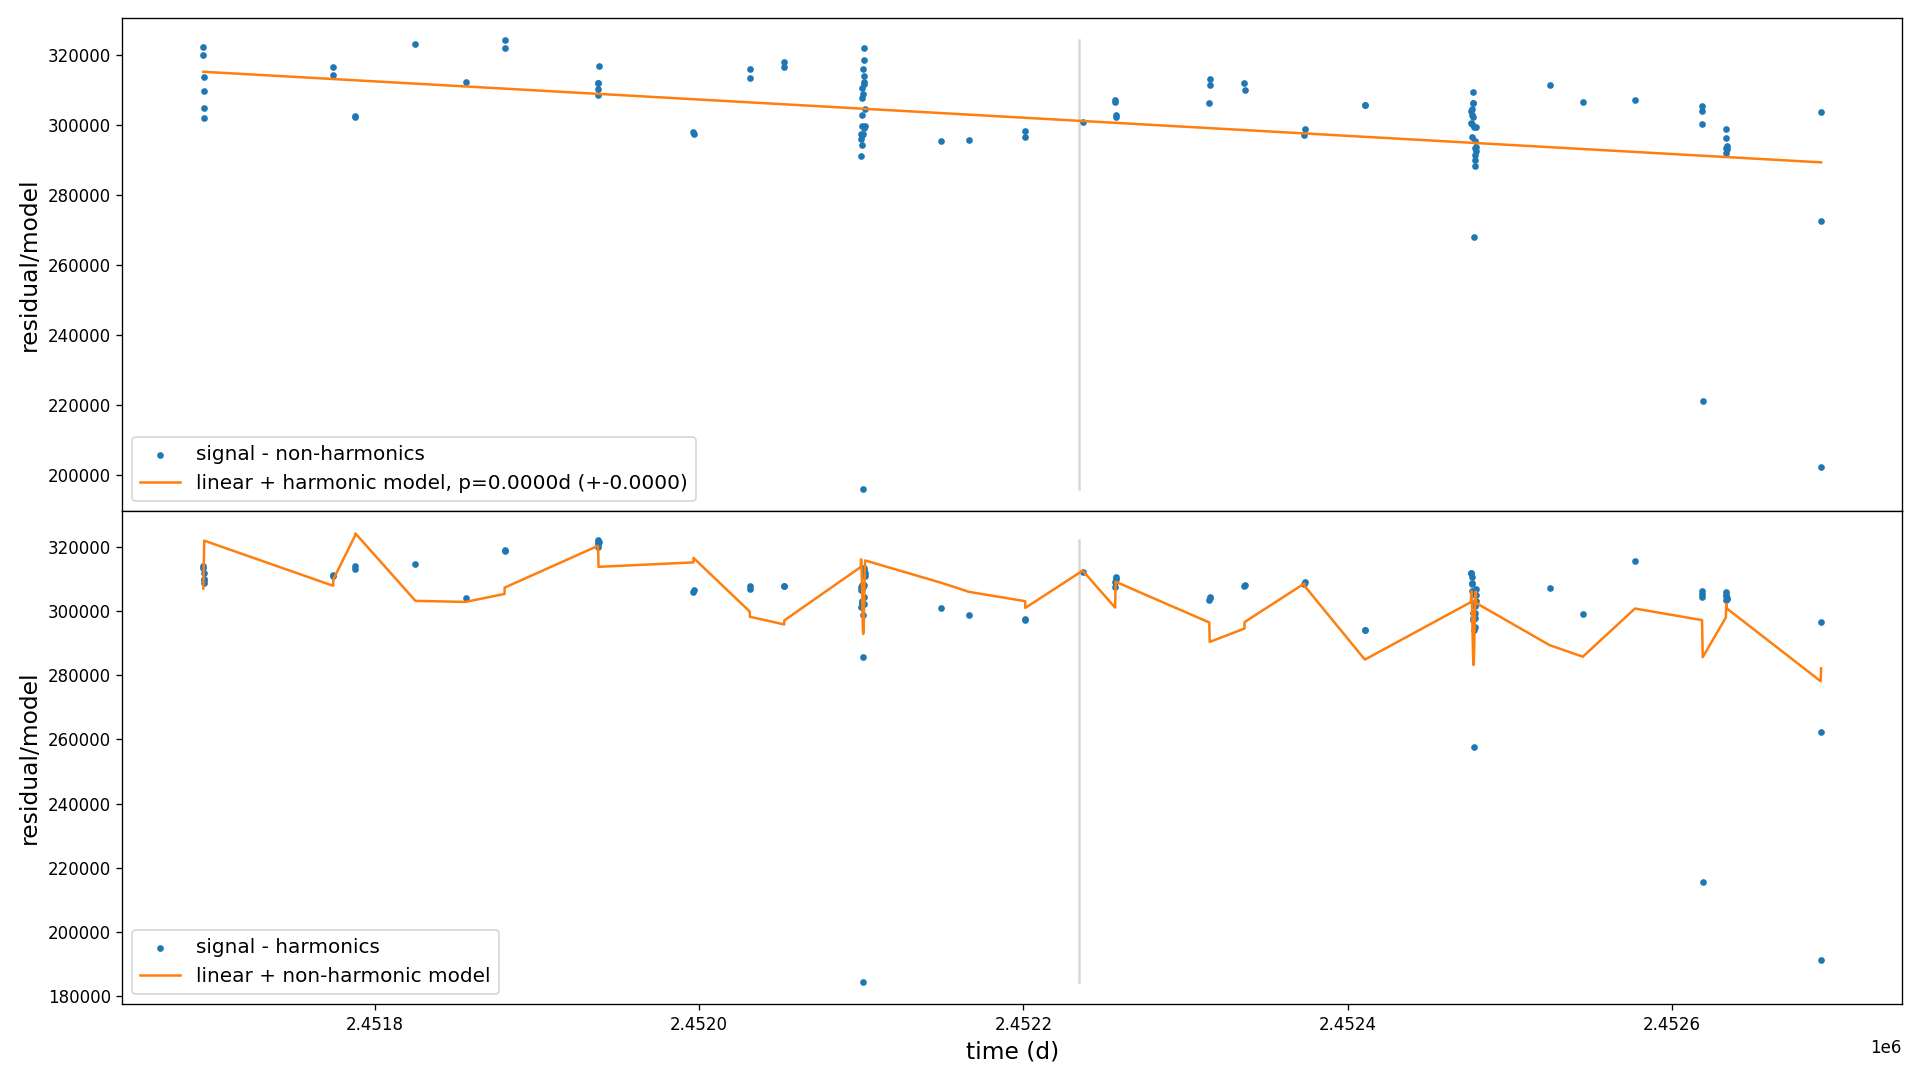 320000
300000
280000
260000
240000
220000
200000
residual/model
signal - non-harmonics
linear + harmonic model, p=0.0000d (+-0.0000)
320000
300000
280000
260000
240000
220000
200000
180000
residual/model
signal - harmonics
linear + non-harmonic model
2.4518 2.4520 2.4522 2.4524 2.4526
time (d)
1e6